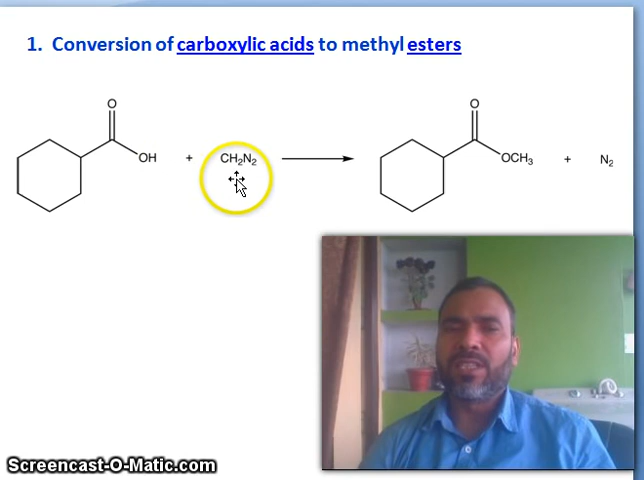 1. Conversion of carboxylic acids to methyl esters
O
OH + CH₂N₂
O
OCH₃ + N₂
Screencast-O-Matic.com